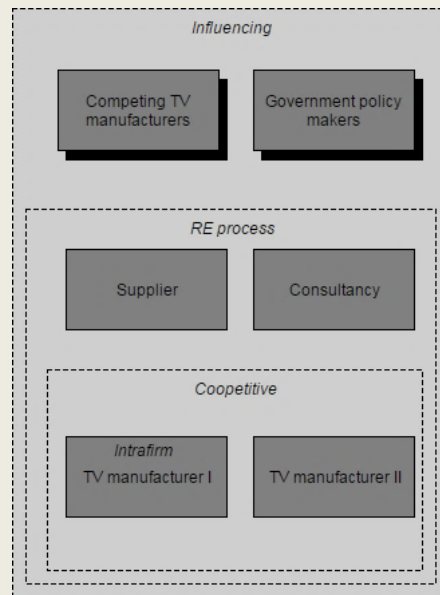 Influencing
Competing TV
manufacturers
Government policy
makers
RE process
Supplier
Consultancy
Coopetitive
Intrafirm
TV manufacturer I
TV manufacturer II